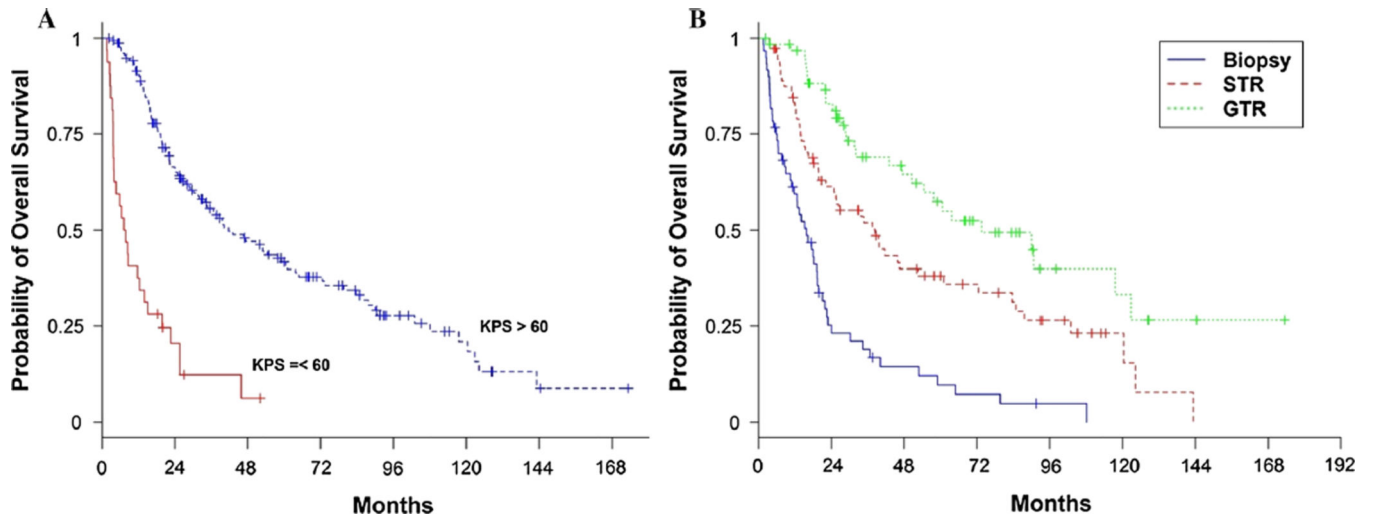 A
Probability of Overall Survival
1
0.75
0.5
0.25
0
KPS > 60
KPS =< 60
0 24 48 72 96 120 144 168
Months
B
Probability of Overall Survival
1
0.75
0.5
0.25
0
Biopsy
STR
GTR
0 24 48 72 96 120 144 168 192
Months